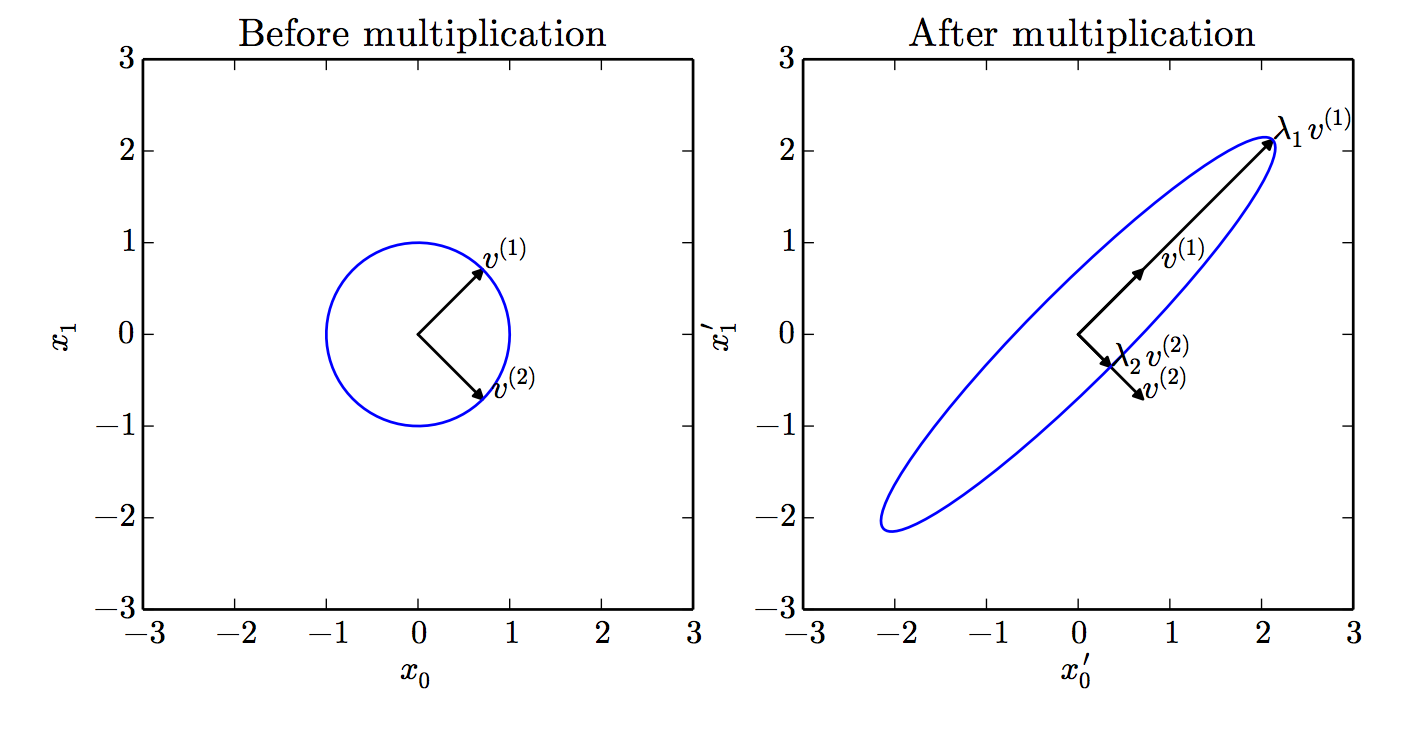 Before multiplication
3
2
1
0
−1
−2
−3
−3 −2 −1 0 1 2 3
x₀
x₁
v⁽¹⁾
v⁽²⁾
After multiplication
3
2
1
0
−1
−2
−3
−3 −2 −1 0 1 2 3
x′₀
x′₁
λ₁ v⁽¹⁾
v⁽¹⁾
λ₂ v⁽²⁾
v⁽²⁾